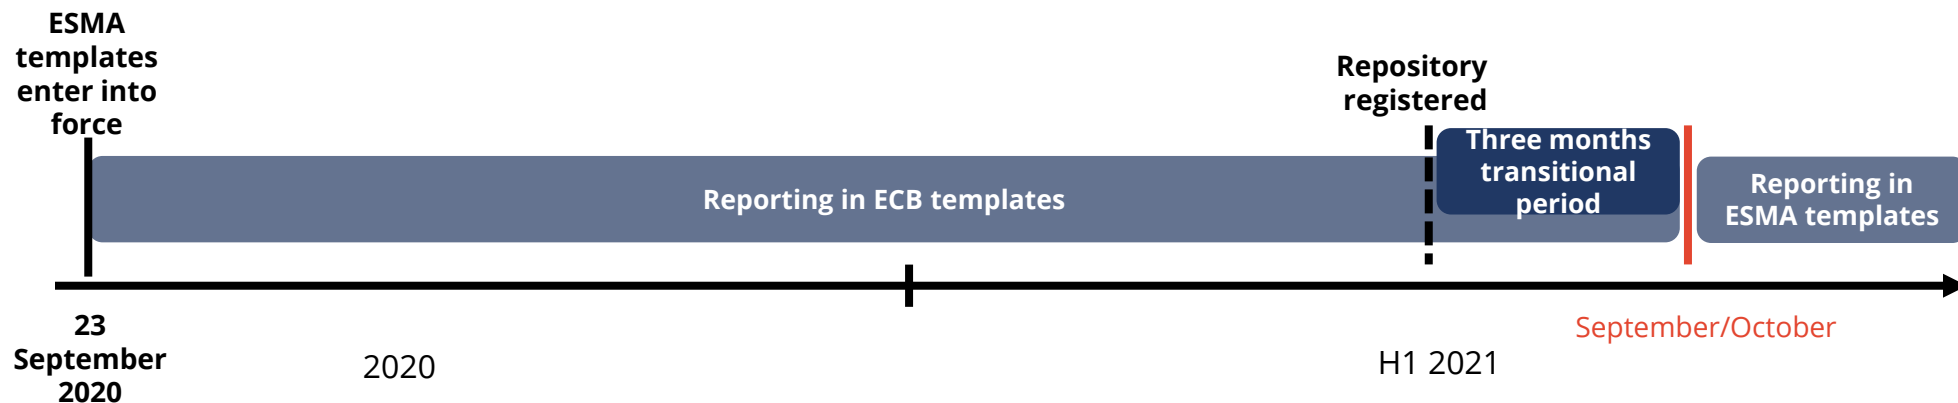 ESMA
templates
enter into
force
Repository
registered
Three months
transitional
period
Reporting in ECB templates
Reporting in
ESMA templates
23
September
2020
2020
H1 2021
September/October